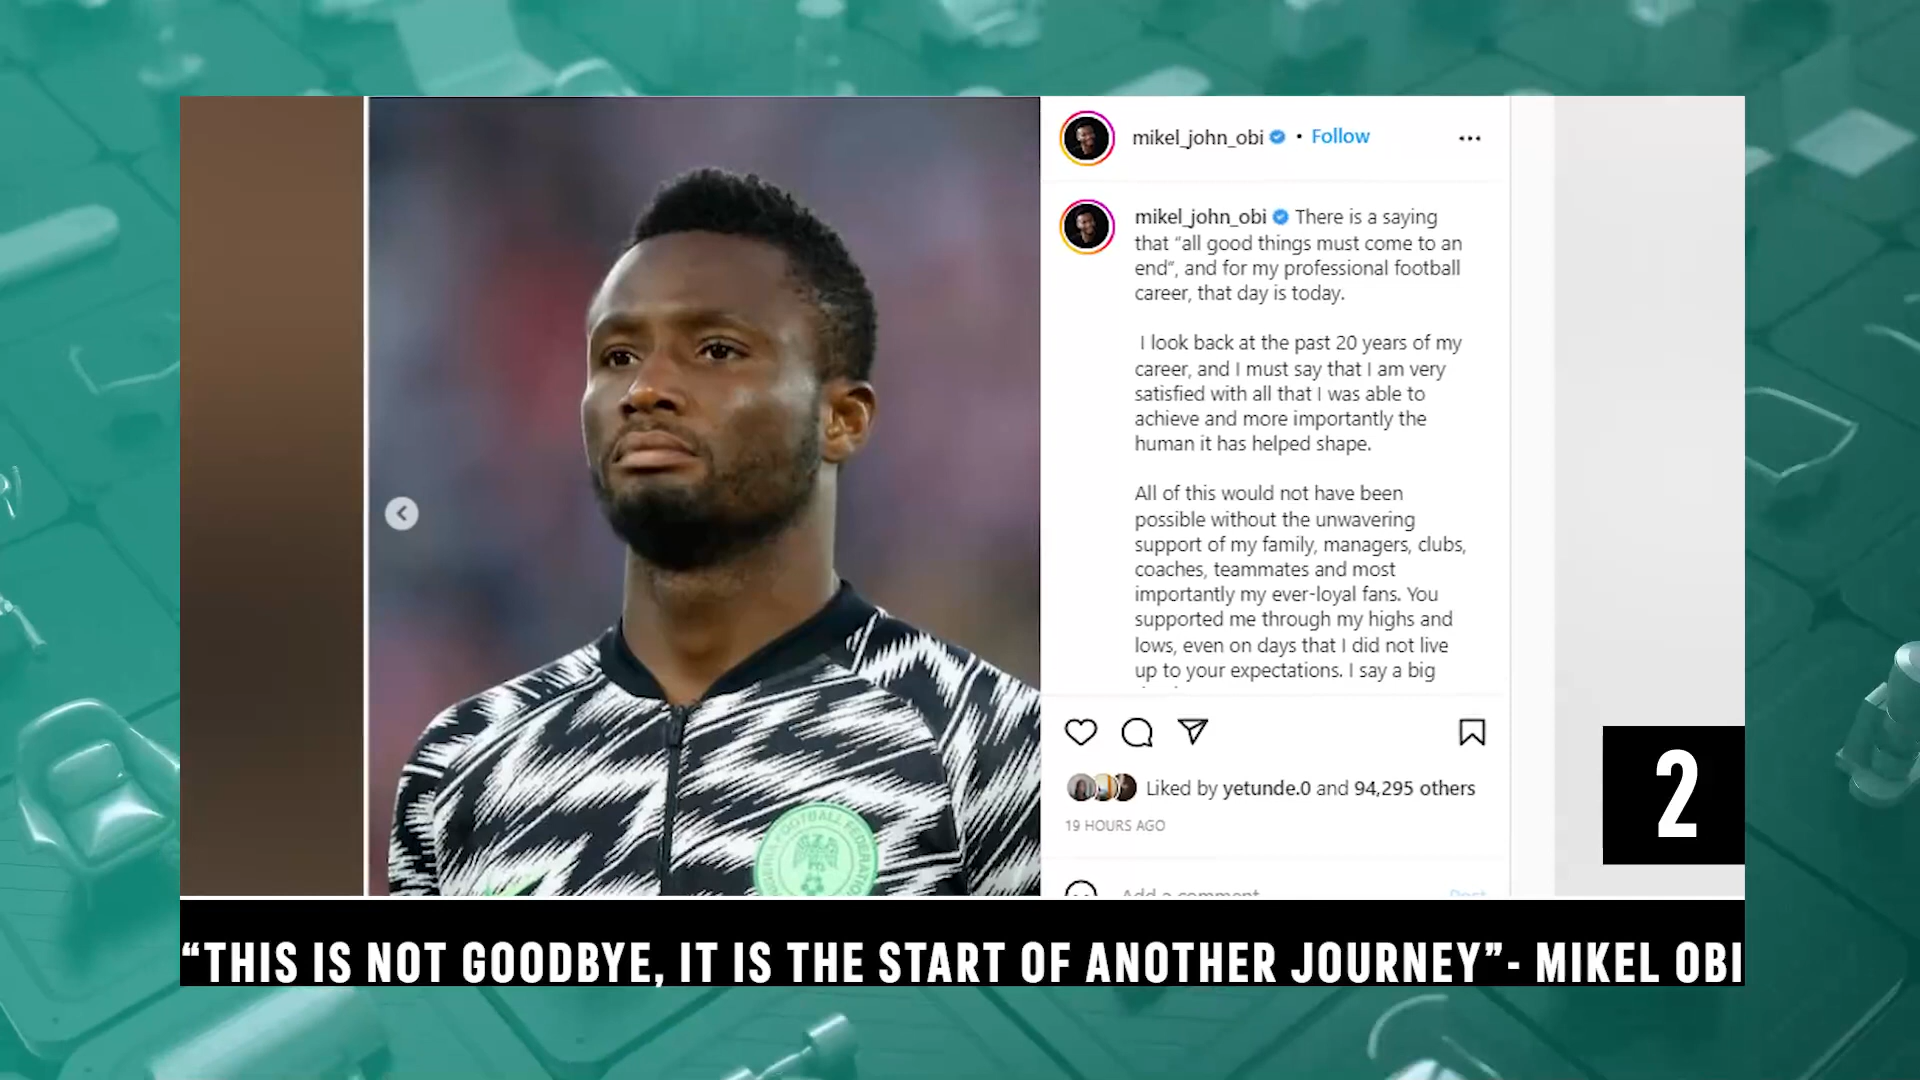 mikel_john_obi • Follow
mikel_john_obi There is a saying
that “all good things must come to an
end”, and for my professional football
career, that day is today.
I look back at the past 20 years of my
career, and I must say that I am very
satisfied with all that I was able to
achieve and more importantly the
human it has helped shape.
All of this would not have been
possible without the unwavering
support of my family, managers, clubs,
coaches, teammates and most
importantly my ever-loyal fans. You
supported me through my highs and
lows, even on days that I did not live
up to your expectations. I say a big
Liked by yetunde.0 and 94,295 others
19 HOURS AGO
Add a comment
Post
FOOTBALL FEDERATION
2
“THIS IS NOT GOODBYE, IT IS THE START OF ANOTHER JOURNEY”- MIKEL OBI